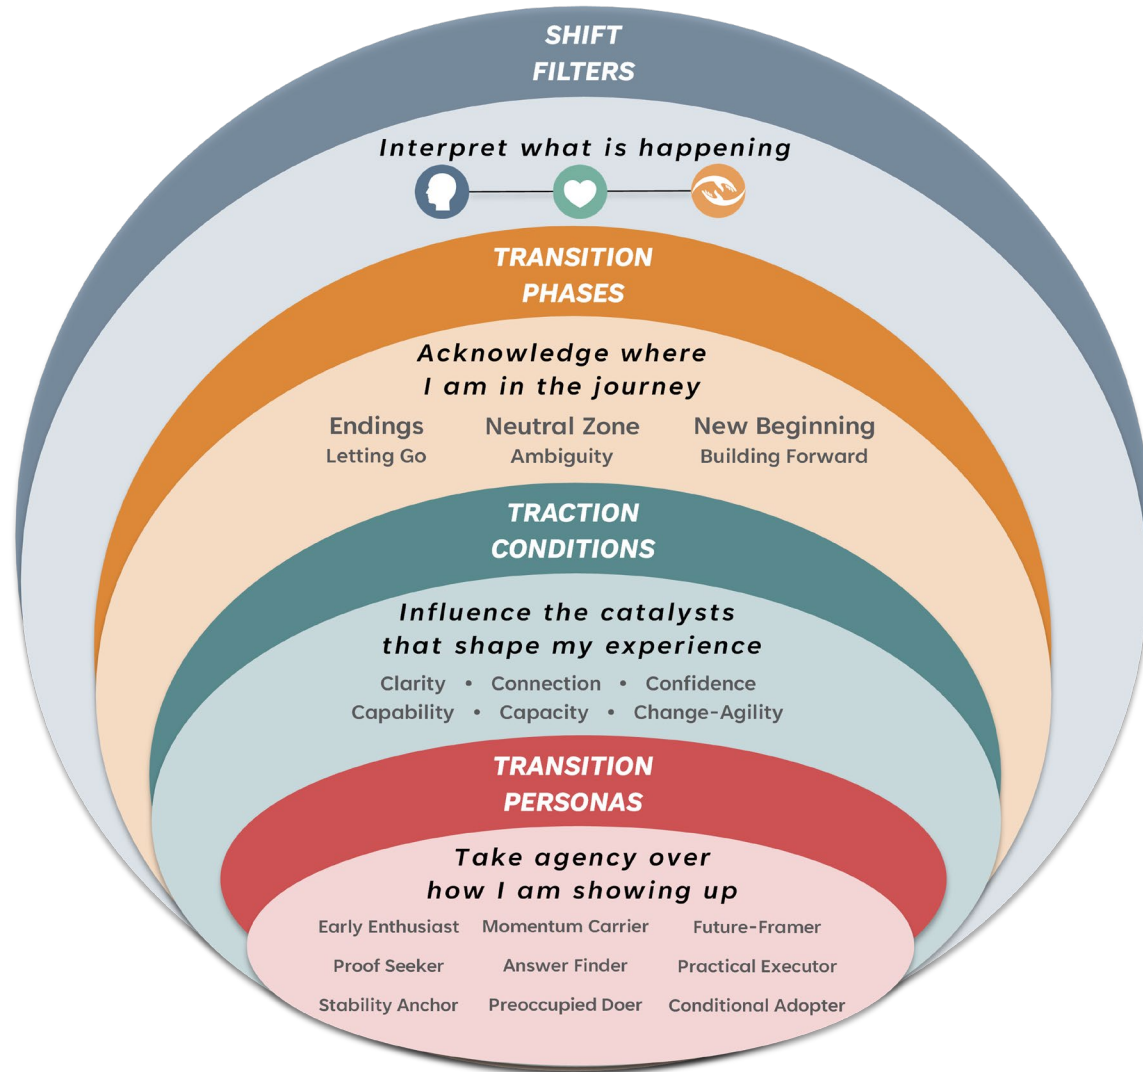 SHIFT
FILTERS
Interpret what is happening
TRANSITION
PHASES
Acknowledge where
I am in the journey
Endings Neutral Zone New Beginning
Letting Go Ambiguity Building Forward
TRACTION
CONDITIONS
Influence the catalysts
that shape my experience
Clarity • Connection • Confidence
Capability • Capacity • Change-Agility
TRANSITION
PERSONAS
Take agency over
how I am showing up
Early Enthusiast Momentum Carrier Future-Framer
Proof Seeker Answer Finder Practical Executor
Stability Anchor Preoccupied Doer Conditional Adopter